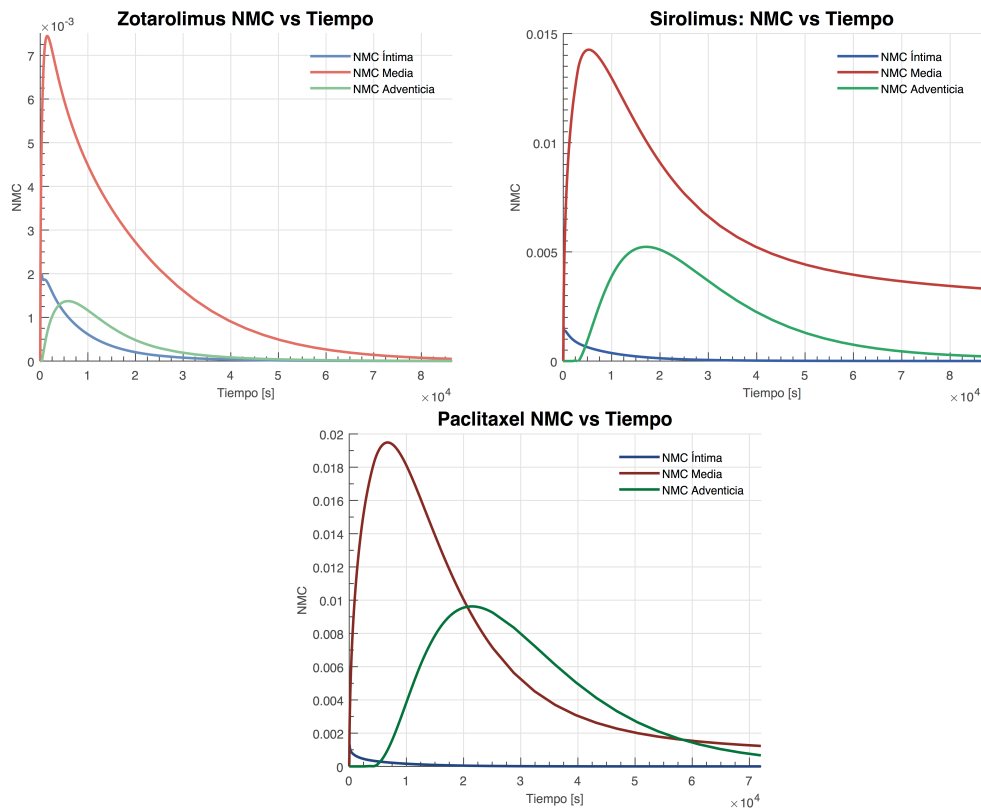 Zotarolimus NMC vs Tiempo
×10⁻³
7
6
5
4
3
2
1
0
NMC
NMC Íntima
NMC Media
NMC Adventicia
0 1 2 3 4 5 6 7 8
Tiempo [s]
×10⁴
Sirolimus: NMC vs Tiempo
0.015
0.01
0.005
0
NMC
NMC Íntima
NMC Media
NMC Adventicia
0 1 2 3 4 5 6 7 8
Tiempo [s]
×10⁴
Paclitaxel NMC vs Tiempo
0.02
0.018
0.016
0.014
0.012
0.01
0.008
0.006
0.004
0.002
0
NMC
NMC Íntima
NMC Media
NMC Adventicia
0 1 2 3 4 5 6 7
Tiempo [s]
×10⁴